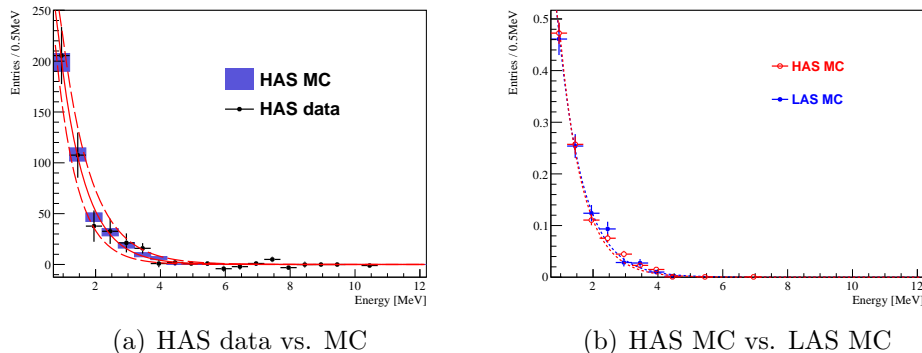 Entries / 0.5MeV
250
200
150
100
50
0
HAS MC
HAS data
2 4 6 8 10 12
Energy [MeV]
(a) HAS data vs. MC
Entries / 0.5MeV
0.5
0.4
0.3
0.2
0.1
0
HAS MC
LAS MC
2 4 6 8 10 12
Energy [MeV]
(b) HAS MC vs. LAS MC